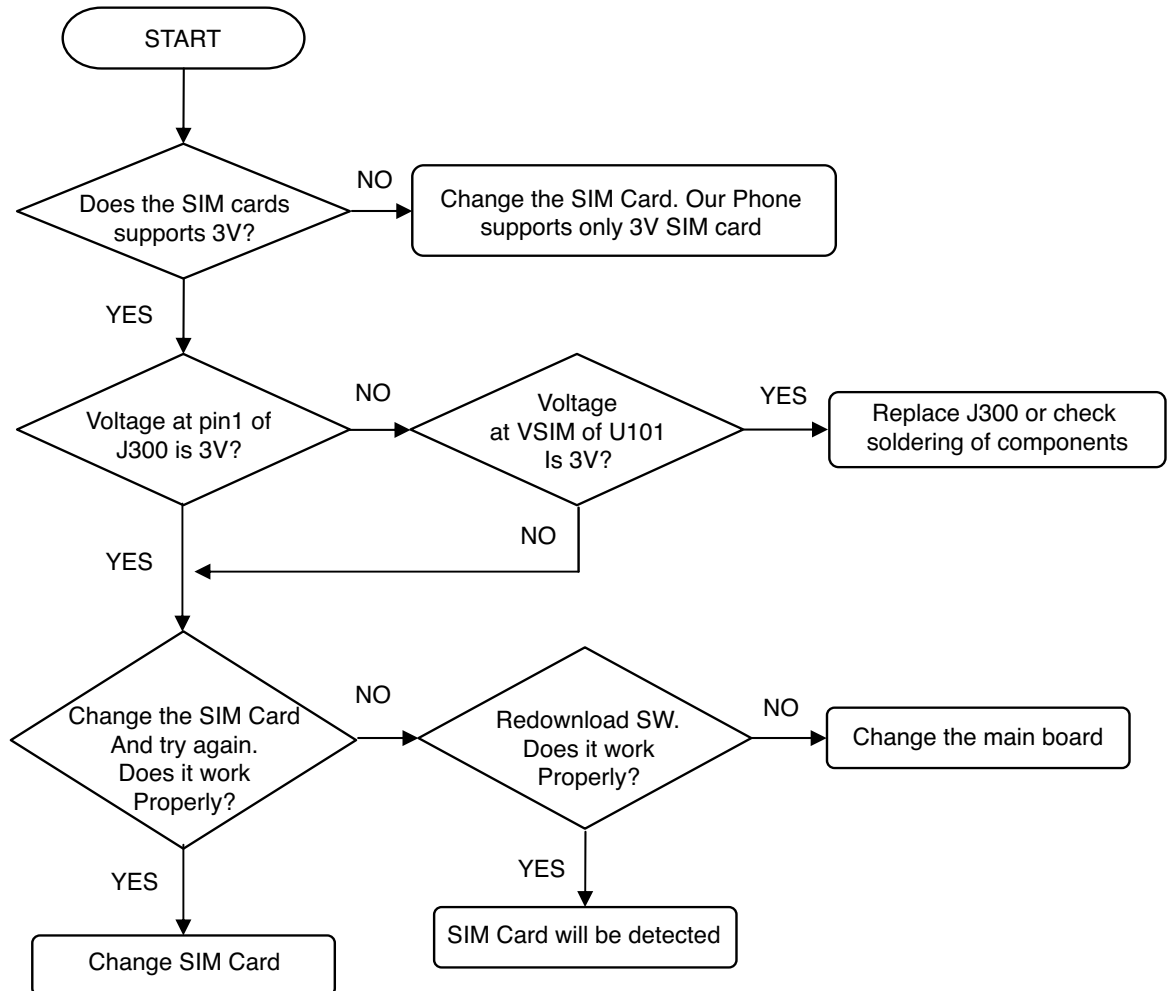 START
Does the SIM cards
supports 3V?
NO
Change the SIM Card. Our Phone
supports only 3V SIM card
YES
Voltage at pin1 of
J300 is 3V?
NO
Voltage
at VSIM of U101
Is 3V?
YES
Replace J300 or check
soldering of components
NO
YES
Change the SIM Card
And try again.
Does it work
Properly?
NO
Redownload SW.
Does it work
Properly?
NO
Change the main board
YES
Change SIM Card
YES
SIM Card will be detected